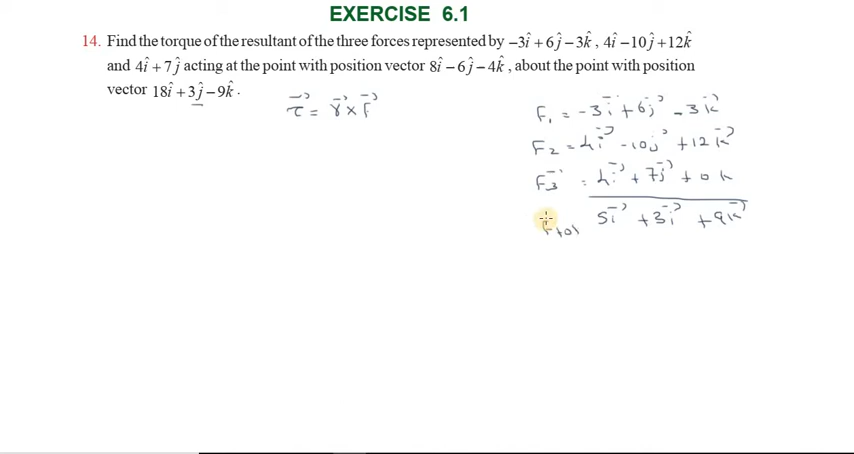 EXERCISE 6.1
14. Find the torque of the resultant of the three forces represented by −3î + 6ĵ − 3k̂ , 4î − 10ĵ + 12k̂
and 4î + 7ĵ acting at the point with position vector 8î − 6ĵ − 4k̂ , about the point with position
vector 18î + 3ĵ − 9k̂ .
τ⃗ = r⃗ × F⃗
F₁ = −3i⃗ + 6j⃗ − 3k⃗
F₂ = 4i⃗ − 10j⃗ + 12k⃗
F₃⃗ = 4i⃗ + 7j⃗ + 0k
F tot 5i⃗ + 3j⃗ + 9k⃗